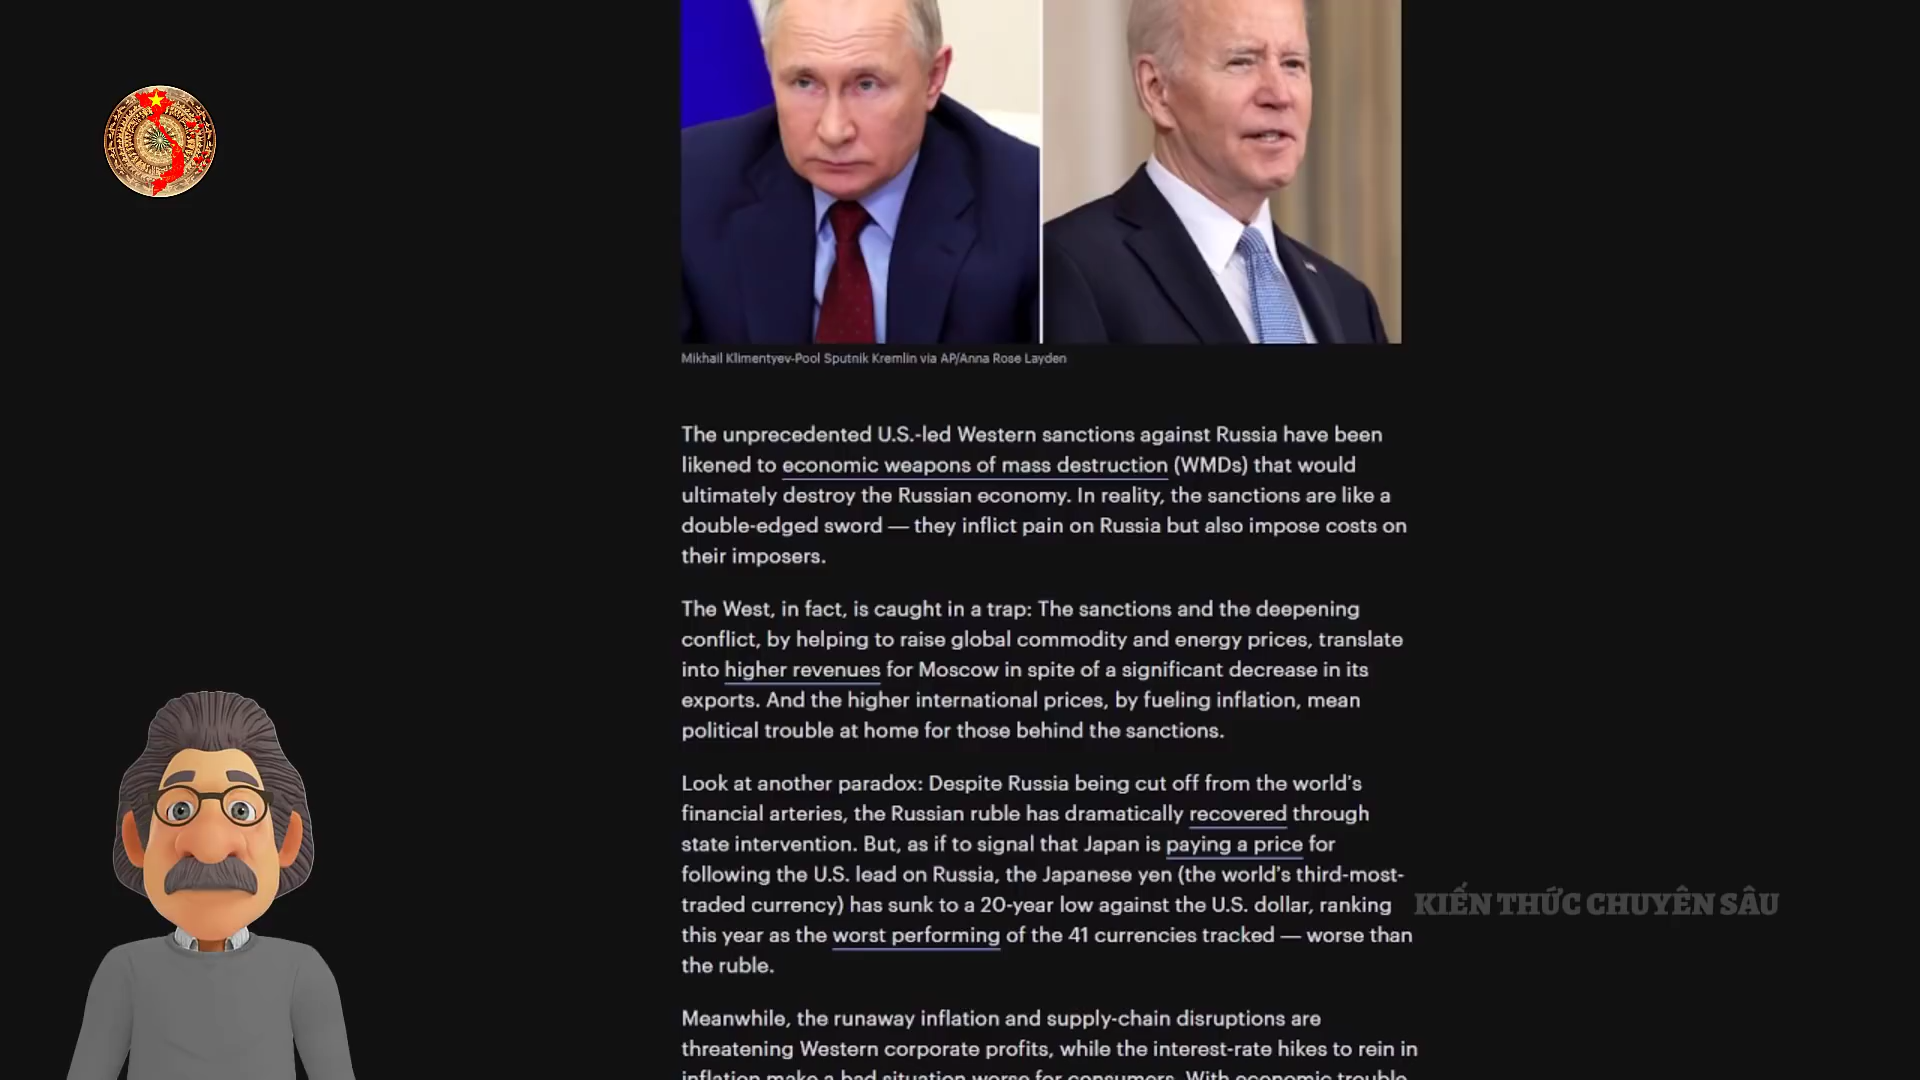 Mikhail Klimentyev-Pool Sputnik Kremlin via AP/Anna Rose Layden
The unprecedented U.S.-led Western sanctions against Russia have been
likened to economic weapons of mass destruction (WMDs) that would
ultimately destroy the Russian economy. In reality, the sanctions are like a
double-edged sword — they inflict pain on Russia but also impose costs on
their imposers.
The West, in fact, is caught in a trap: The sanctions and the deepening
conflict, by helping to raise global commodity and energy prices, translate
into higher revenues for Moscow in spite of a significant decrease in its
exports. And the higher international prices, by fueling inflation, mean
political trouble at home for those behind the sanctions.
Look at another paradox: Despite Russia being cut off from the world's
financial arteries, the Russian ruble has dramatically recovered through
state intervention. But, as if to signal that Japan is paying a price for
following the U.S. lead on Russia, the Japanese yen (the world's third-most-
traded currency) has sunk to a 20-year low against the U.S. dollar, ranking
this year as the worst performing of the 41 currencies tracked — worse than
the ruble.
KIẾN THỨC CHUYÊN SÂU
Meanwhile, the runaway inflation and supply-chain disruptions are
threatening Western corporate profits, while the interest-rate hikes to rein in
inflation make a bad situation worse for consumers. With economic trouble